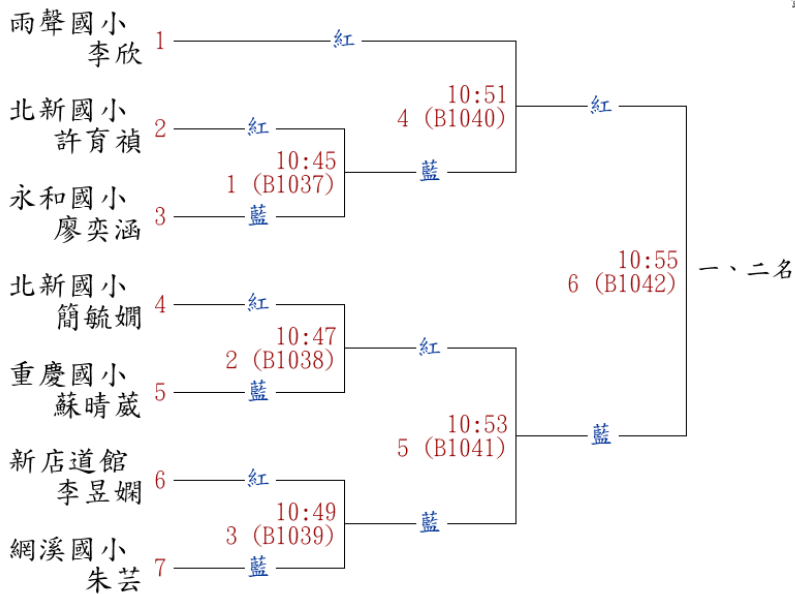 雨聲國小
李欣 1 紅
10:51 紅
4 (B1040)
北新國小
許育禎 2 紅
10:45 藍
1 (B1037)
永和國小
廖奕涵 3 藍
10:55 一、二名
6 (B1042)
北新國小
簡毓嫺 4 紅
10:47 紅
2 (B1038)
重慶國小
蘇晴葳 5 藍
10:53 藍
5 (B1041)
新店道館
李昱嫻 6 紅
10:49 藍
3 (B1039)
網溪國小
朱芸 7 藍